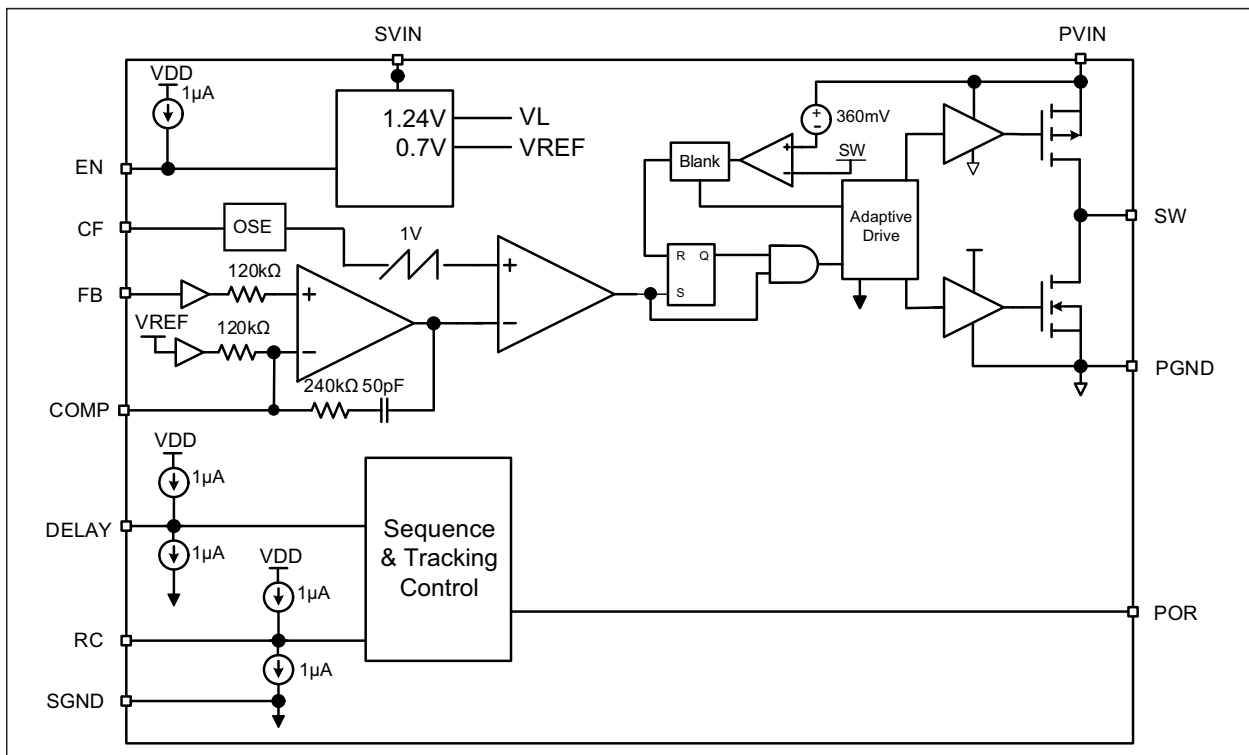 SVIN
PVIN
VDD
1µA
1.24V
VL
0.7V
VREF
360mV
SW
Blank
EN
CF
OSE
1V
Adaptive
Drive
SW
R
Q
S
FB
120kΩ
+
−
+
−
+
−
+
−
VREF
120kΩ
240kΩ
50pF
COMP
PGND
VDD
1µA
DELAY
1µA
VDD
1µA
Sequence
& Tracking
Control
RC
1µA
POR
SGND